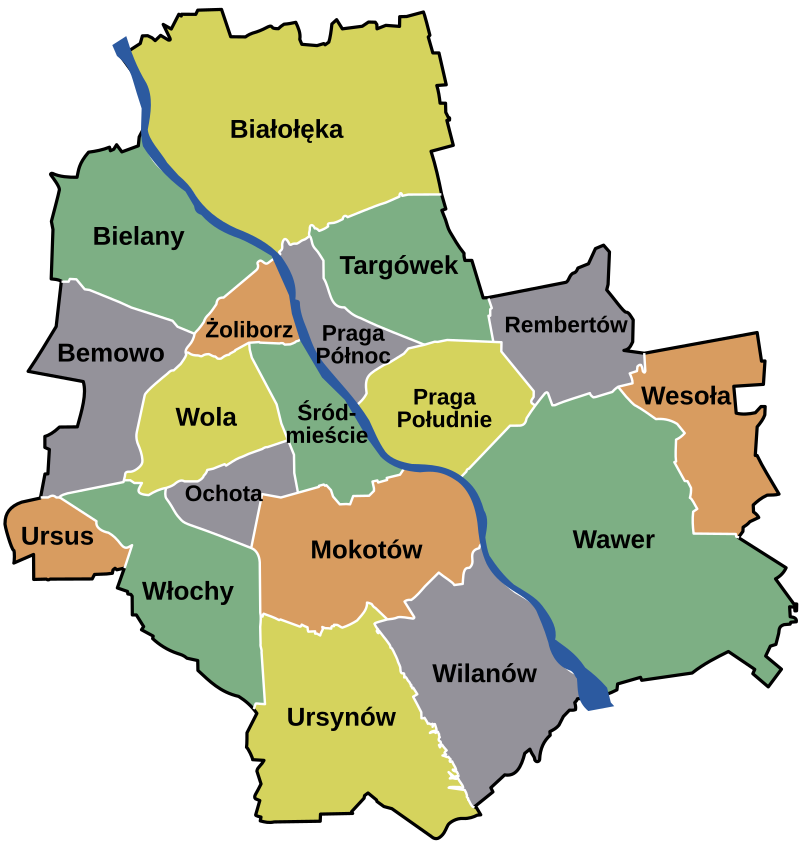 Białołęka
Bielany
Targówek
Żoliborz
Praga
Północ
Rembertów
Bemowo
Wesoła
Wola
Praga
Południe
Śród-
mieście
Ochota
Ursus
Mokotów
Wawer
Włochy
Wilanów
Ursynów